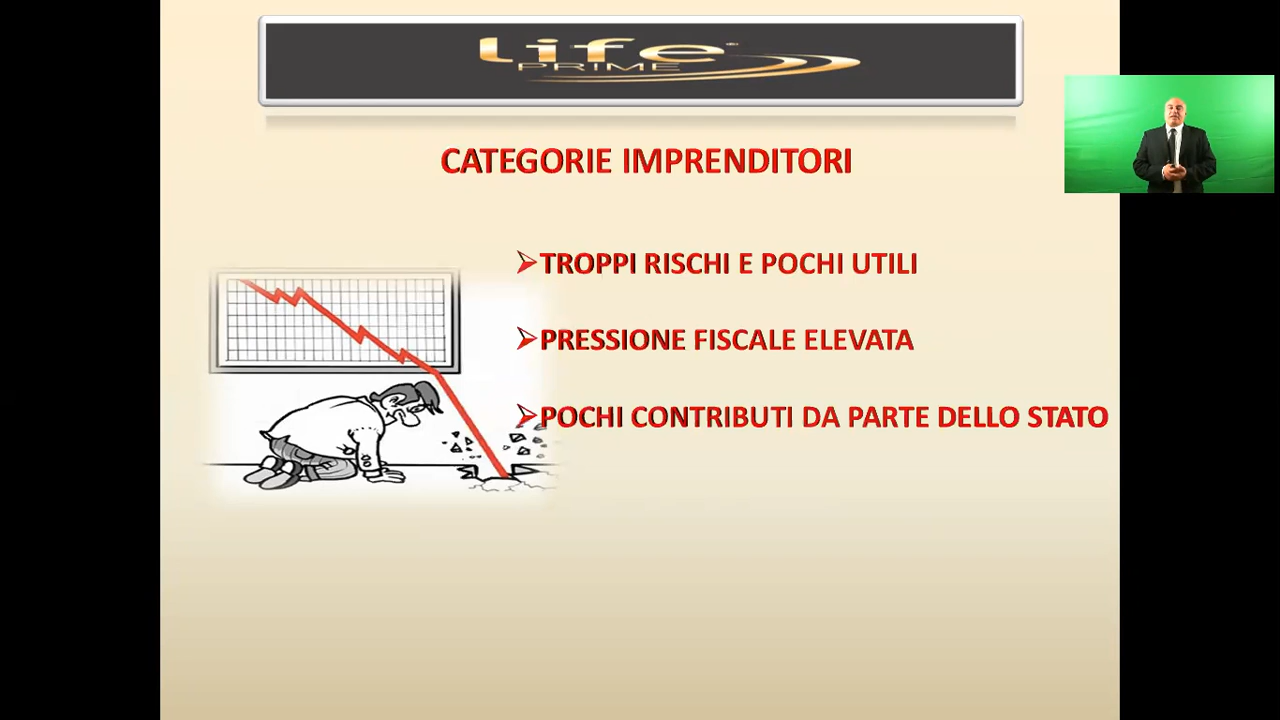 Life
PRIME
CATEGORIE IMPRENDITORI
TROPPI RISCHI E POCHI UTILI
PRESSIONE FISCALE ELEVATA
POCHI CONTRIBUTI DA PARTE DELLO STATO